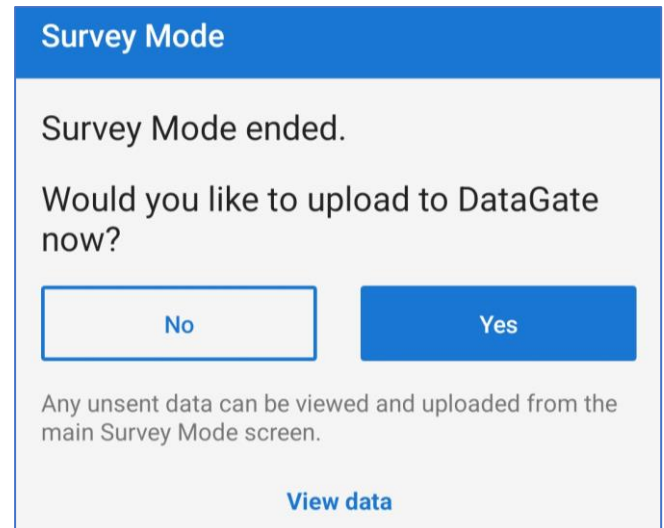 Survey Mode
Survey Mode ended.
Would you like to upload to DataGate
now?
No
Yes
Any unsent data can be viewed and uploaded from the
main Survey Mode screen.
View data